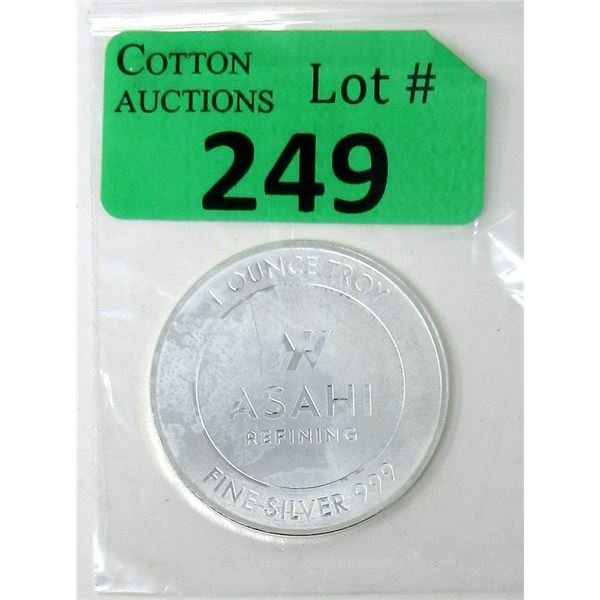 COTTON
AUCTIONS
Lot #
249
1 OUNCE TROY
ASAHI
REFINING
FINE SILVER 999